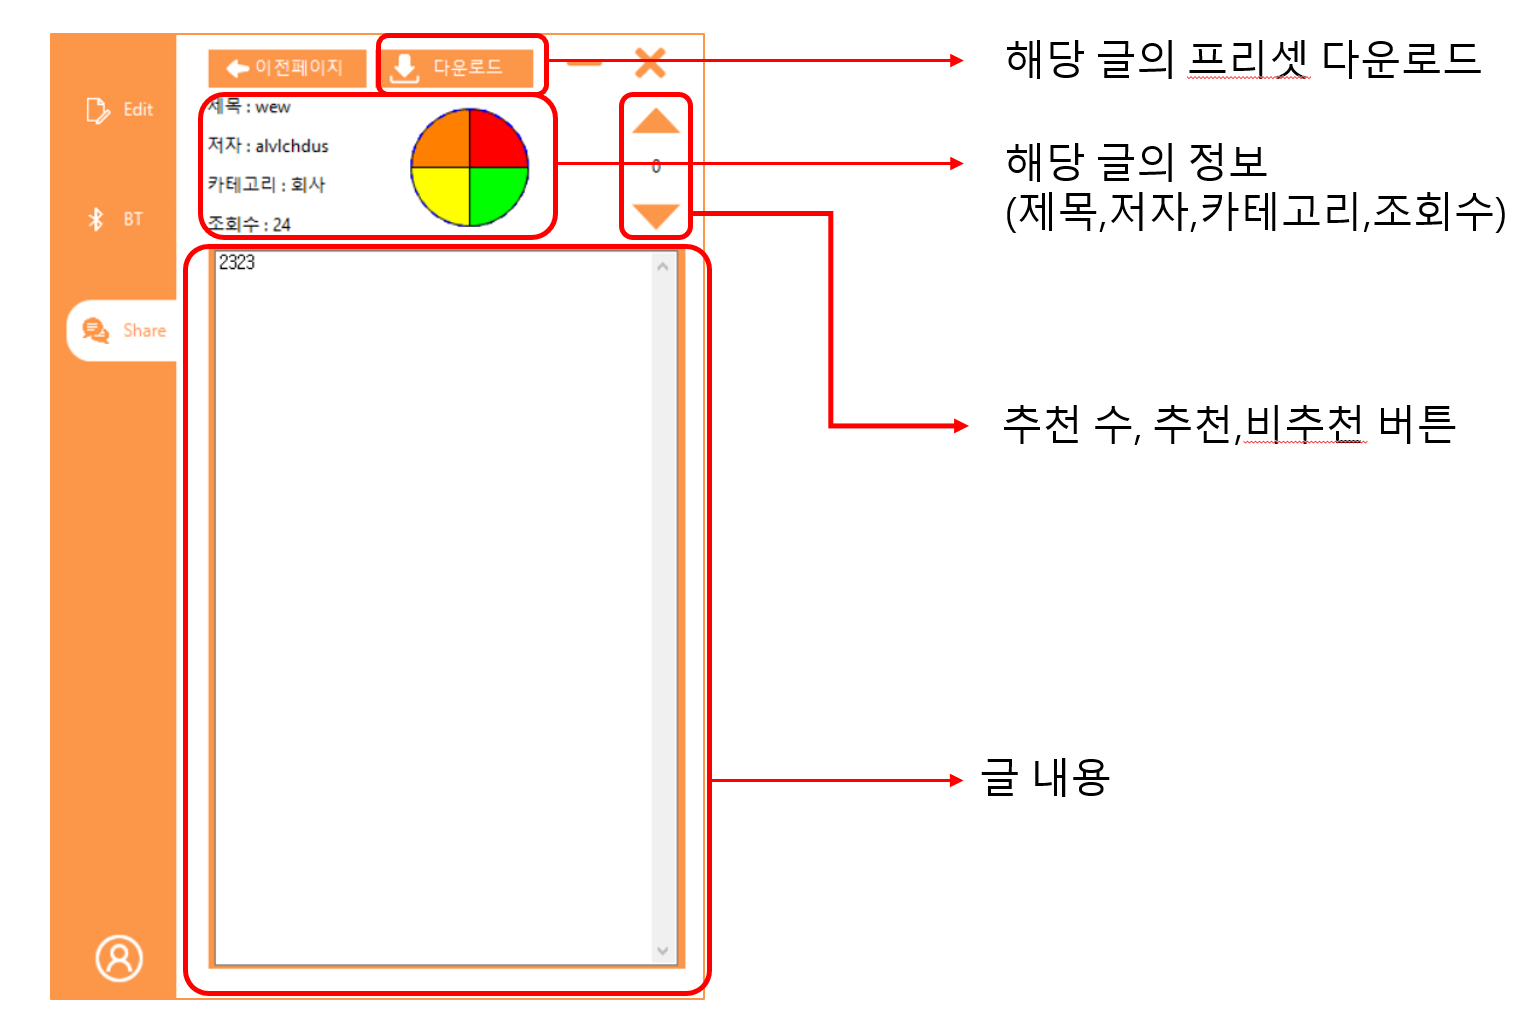 이전페이지
다운로드
해당 글의 프리셋 다운로드
Edit
제목 : wew
저자 : alvlchdus
카테고리 : 회사
조회수 : 24
0
해당 글의 정보
(제목,저자,카테고리,조회수)
BT
2323
Share
추천 수, 추천,비추천 버튼
글 내용